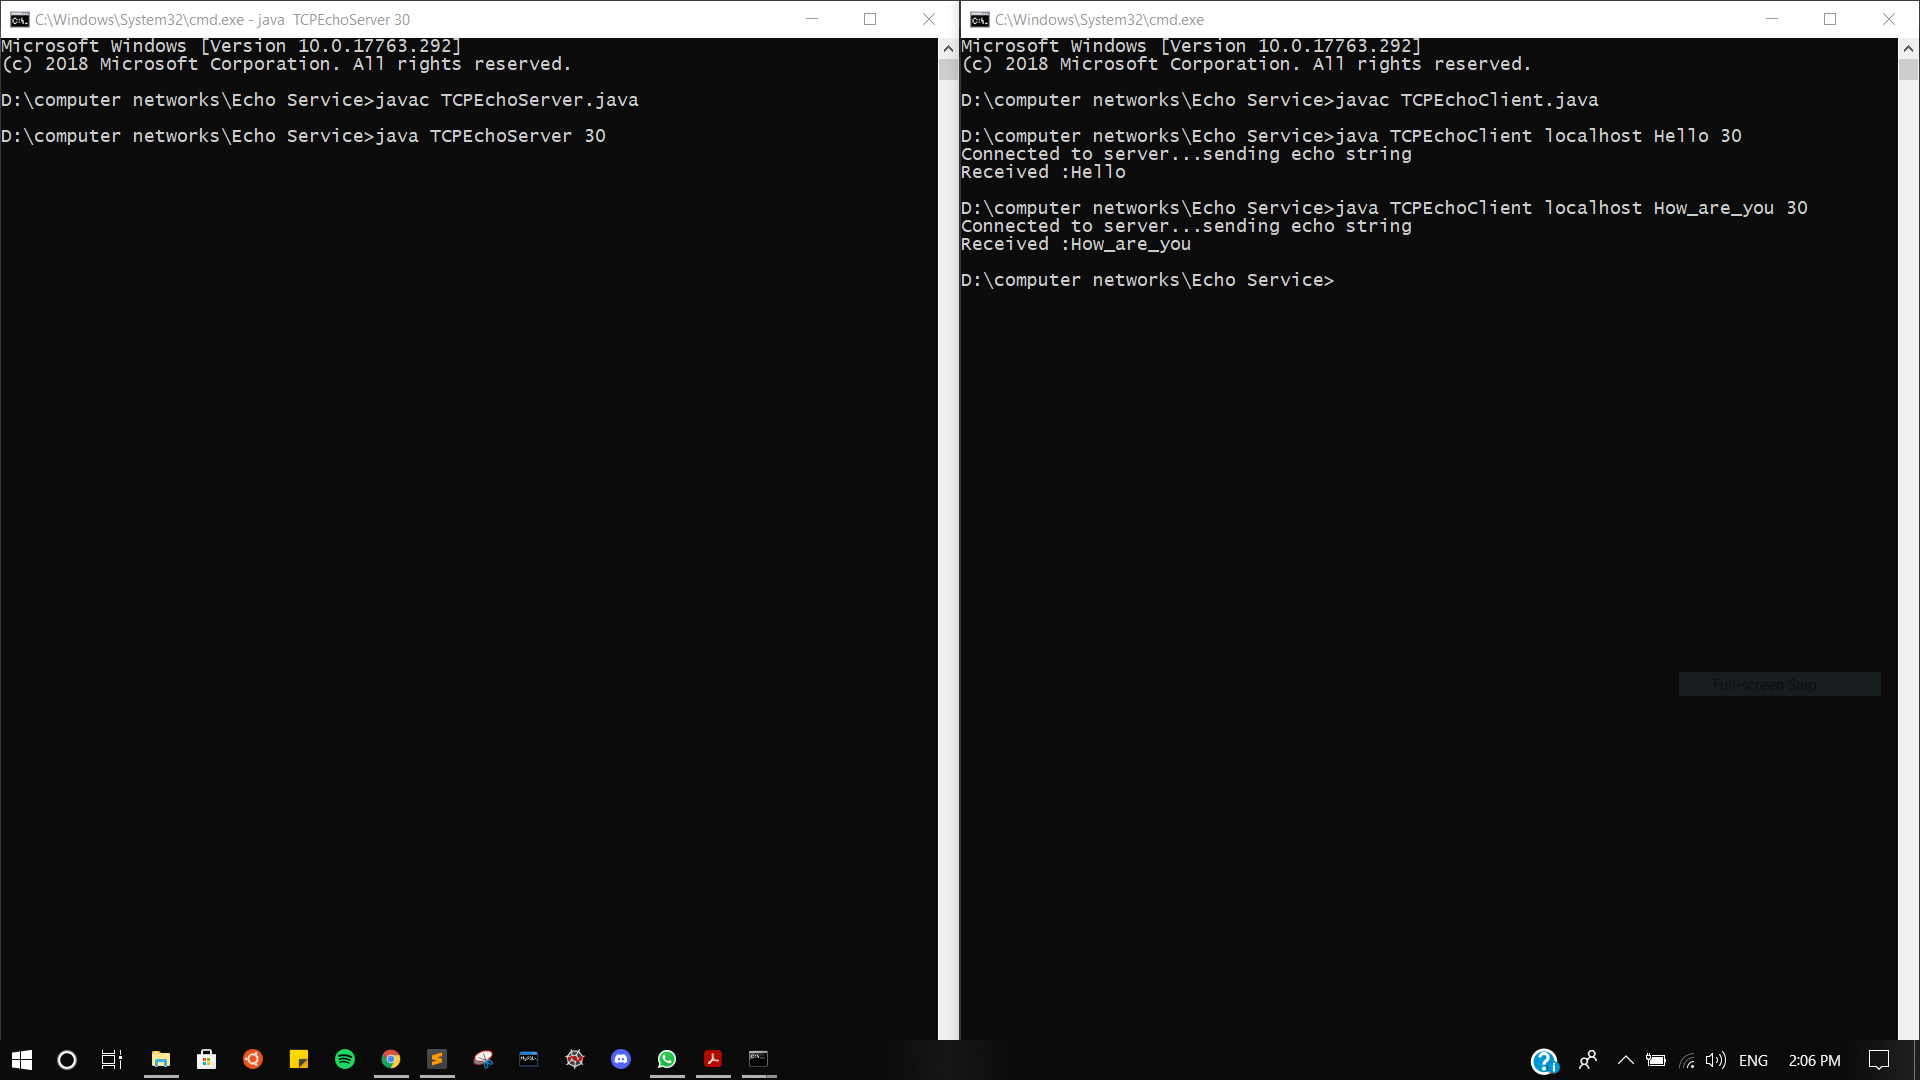 C:\Windows\System32\cmd.exe - java  TCPEchoServer 30
Microsoft Windows [Version 10.0.17763.292]
(c) 2018 Microsoft Corporation. All rights reserved.
D:\computer networks\Echo Service>javac TCPEchoServer.java
D:\computer networks\Echo Service>java TCPEchoServer 30
C:\Windows\System32\cmd.exe
Microsoft Windows [Version 10.0.17763.292]
(c) 2018 Microsoft Corporation. All rights reserved.
D:\computer networks\Echo Service>javac TCPEchoClient.java
D:\computer networks\Echo Service>java TCPEchoClient localhost Hello 30
Connected to server...sending echo string
Received :Hello
D:\computer networks\Echo Service>java TCPEchoClient localhost How_are_you 30
Connected to server...sending echo string
Received :How_are_you
D:\computer networks\Echo Service>
Full-screen Snip
ENG
2:06 PM